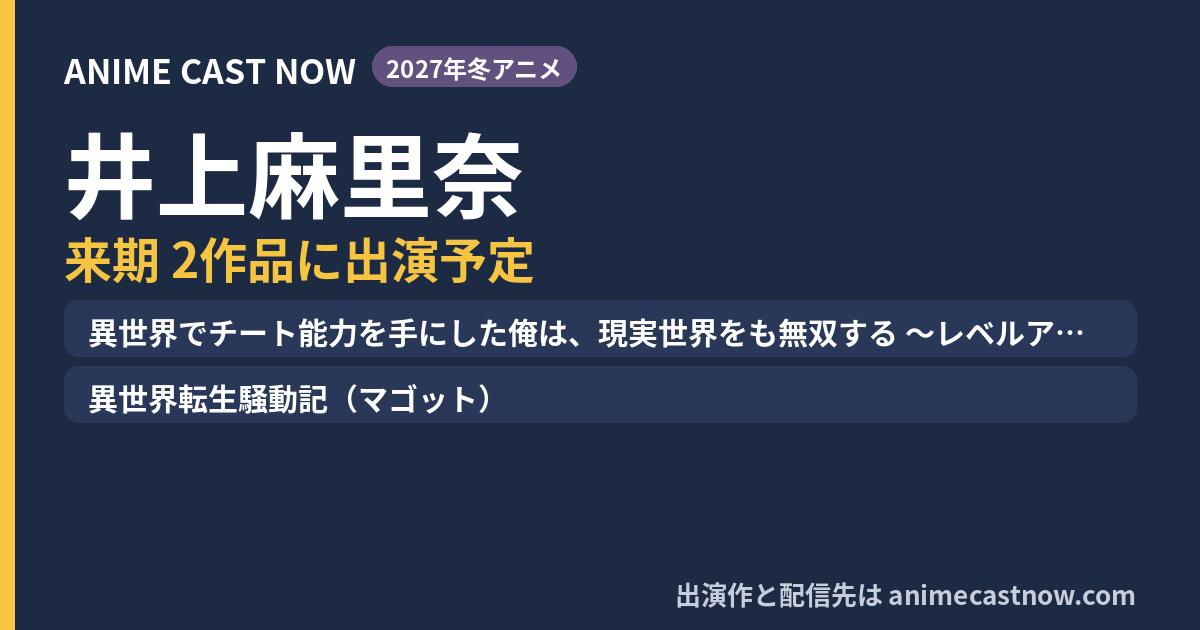 ANIME CAST NOW 2027年冬アニメ
井上麻里奈
来期 2作品に出演予定
異世界でチート能力を手にした俺は、現実世界をも無双する ～レベルア…
異世界転生騒動記（マゴット）
出演作と配信先は animecastnow.com